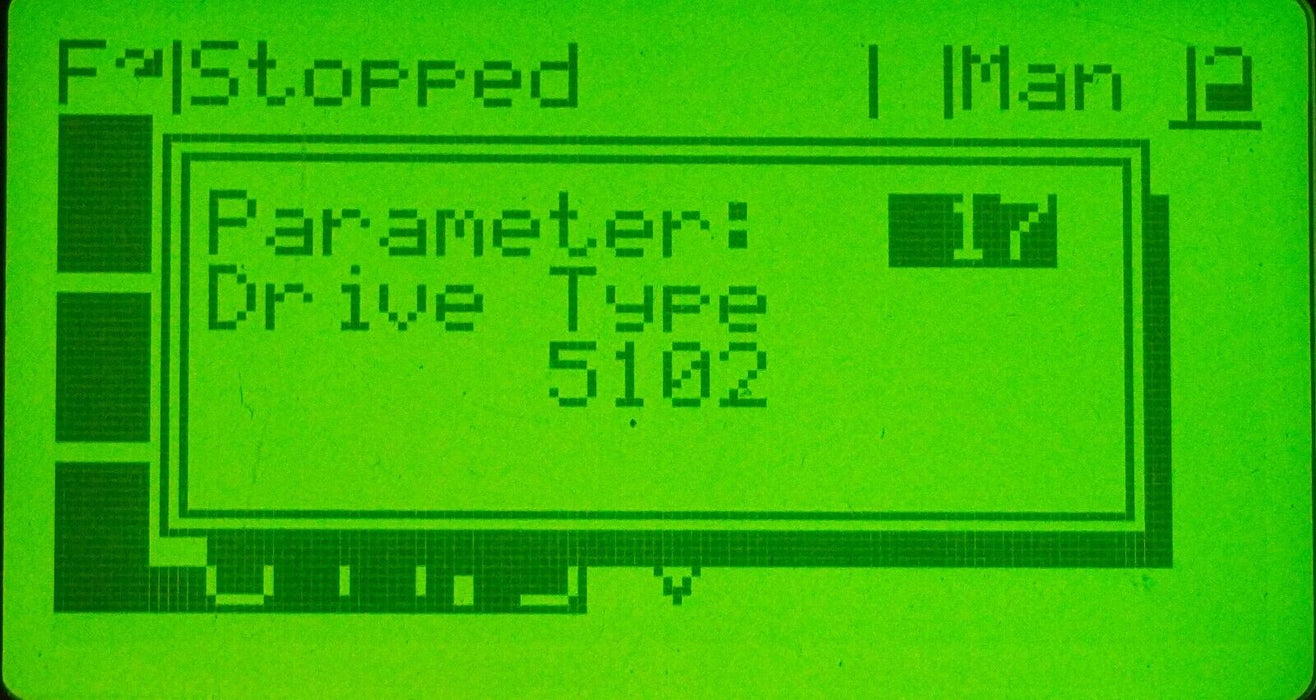 F |Stopped | |Man
Parameter: 17
Drive Type
5102